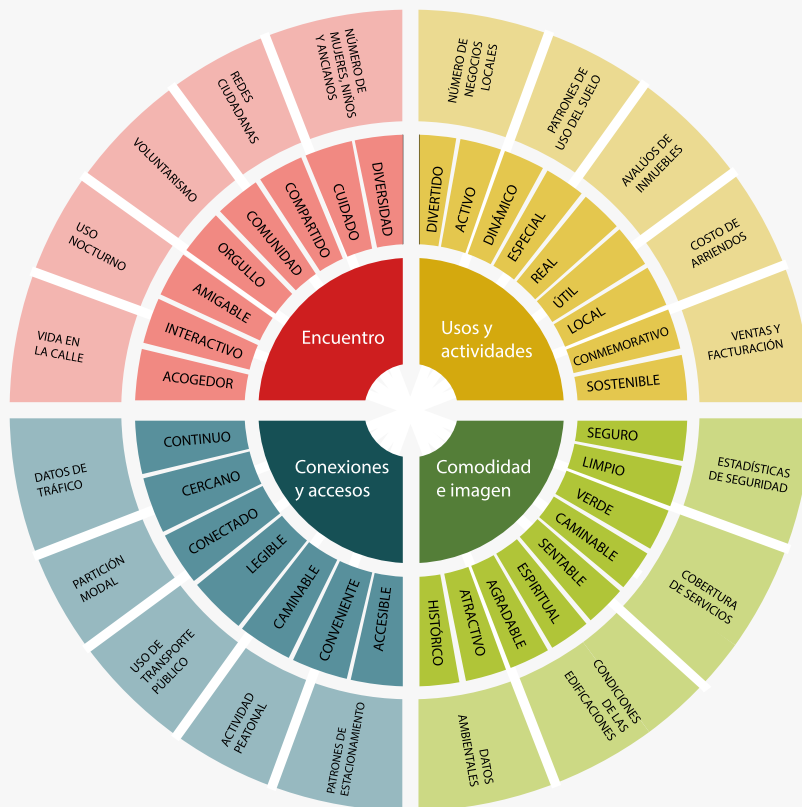 NÚMERO DE
MUJERES, NIÑOS
Y ANCIANOS
REDES
CIUDADANAS
VOLUNTARISMO
USO
NOCTURNO
VIDA EN
LA CALLE
DIVERSIDAD
CUIDADO
COMPARTIDO
COMUNIDAD
ORGULLO
AMIGABLE
INTERACTIVO
ACOGEDOR
Encuentro
NÚMERO DE
NEGOCIOS
LOCALES
PATRONES DE
USO DEL SUELO
AVALÚOS DE
INMUEBLES
COSTO DE
ARRIENDOS
VENTAS Y
FACTURACIÓN
DIVERTIDO
ACTIVO
DINÁMICO
ESPECIAL
REAL
ÚTIL
LOCAL
CONMEMORATIVO
SOSTENIBLE
Usos y
actividades
CONTINUO
CERCANO
CONECTADO
LEGIBLE
CAMINABLE
CONVENIENTE
ACCESIBLE
Conexiones
y accesos
DATOS DE
TRÁFICO
PARTICIÓN
MODAL
USO DE
TRANSPORTE
PÚBLICO
ACTIVIDAD
PEATONAL
PATRONES DE
ESTACIONAMIENTO
Comodidad
e imagen
SEGURO
LIMPIO
VERDE
CAMINABLE
SENTABLE
ESPIRITUAL
AGRADABLE
ATRACTIVO
HISTÓRICO
ESTADÍSTICAS
DE SEGURIDAD
COBERTURA
DE SERVICIOS
CONDICIONES
DE LAS
EDIFICACIONES
DATOS
AMBIENTALES